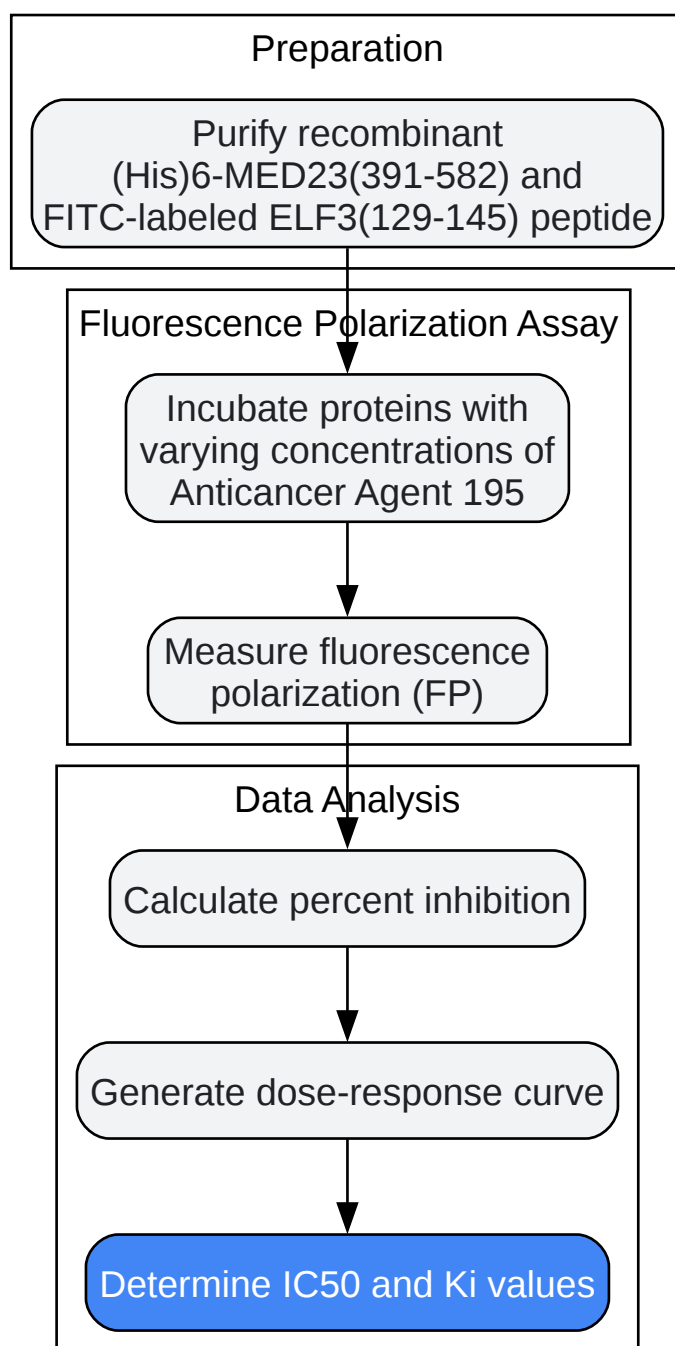 Preparation
Purify recombinant
(His)6-MED23(391-582) and
FITC-labeled ELF3(129-145) peptide
Fluorescence Polarization Assay
Incubate proteins with
varying concentrations of
Anticancer Agent 195
Measure fluorescence
polarization (FP)
Data Analysis
Calculate percent inhibition
Generate dose-response curve
Determine IC50 and Ki values